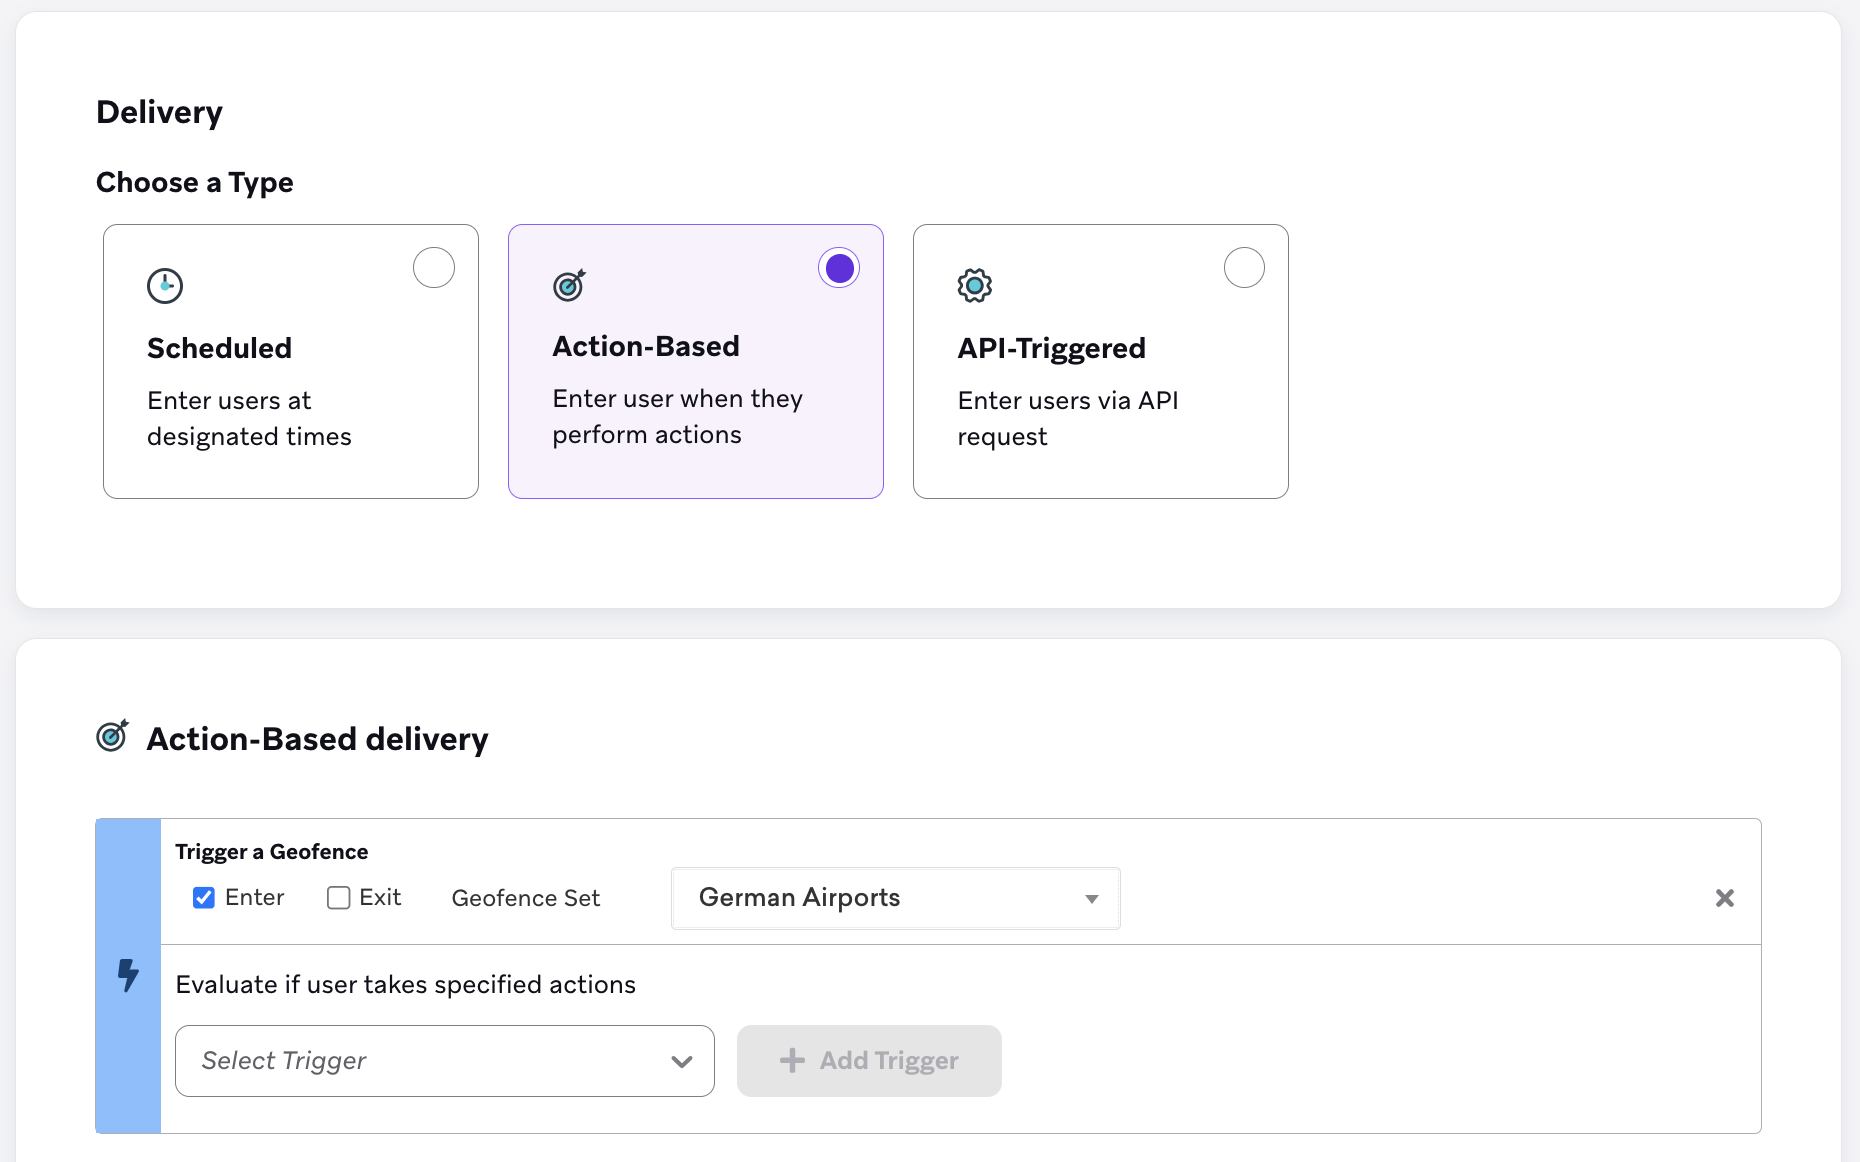 Delivery
Choose a Type
Scheduled
Enter users at
designated times
Action-Based
Enter user when they
perform actions
API-Triggered
Enter users via API
request
Action-Based delivery
Trigger a Geofence
Enter Exit Geofence Set German Airports
Evaluate if user takes specified actions
Select Trigger Add Trigger